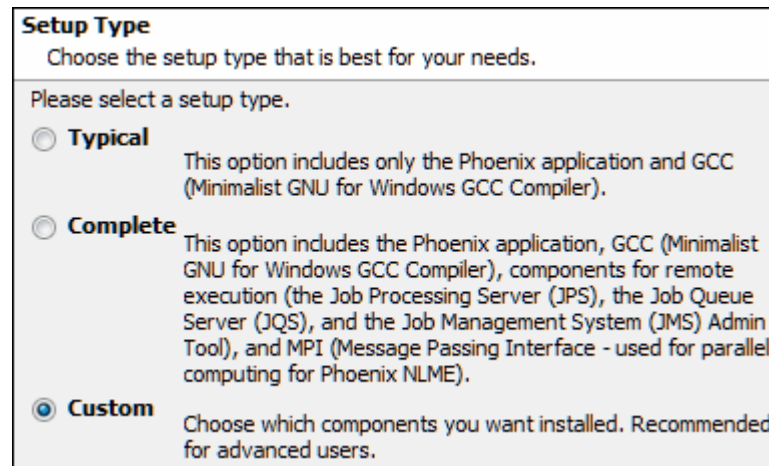 Setup Type
Choose the setup type that is best for your needs.
Please select a setup type.
Typical
This option includes only the Phoenix application and GCC
(Minimalist GNU for Windows GCC Compiler).
Complete
This option includes the Phoenix application, GCC (Minimalist
GNU for Windows GCC Compiler), components for remote
execution (the Job Processing Server (JPS), the Job Queue
Server (JQS), and the Job Management System (JMS) Admin
Tool), and MPI (Message Passing Interface - used for parallel
computing for Phoenix NLME).
Custom
Choose which components you want installed. Recommended
for advanced users.